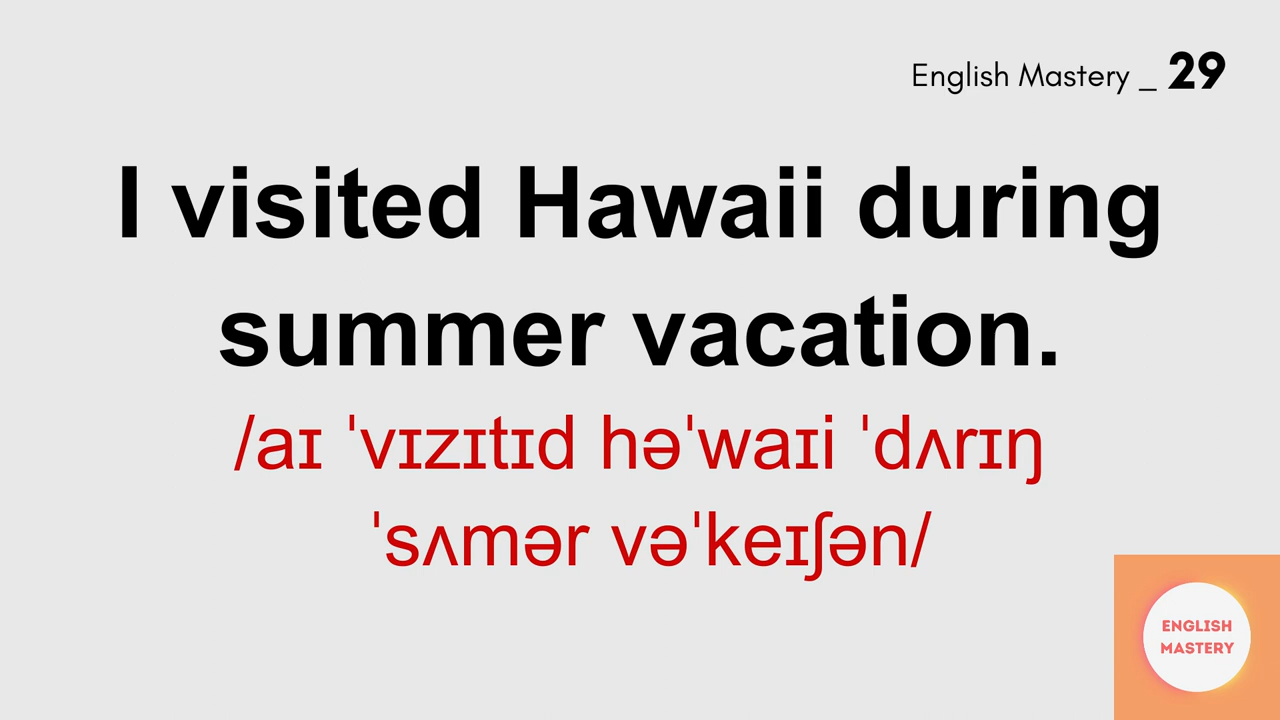 English Mastery _ 29
I visited Hawaii during
summer vacation.
/aɪ ˈvɪzɪtɪd həˈwaɪi ˈdʌrɪŋ
ˈsʌmər vəˈkeɪʃən/
ENGLISH
MASTERY